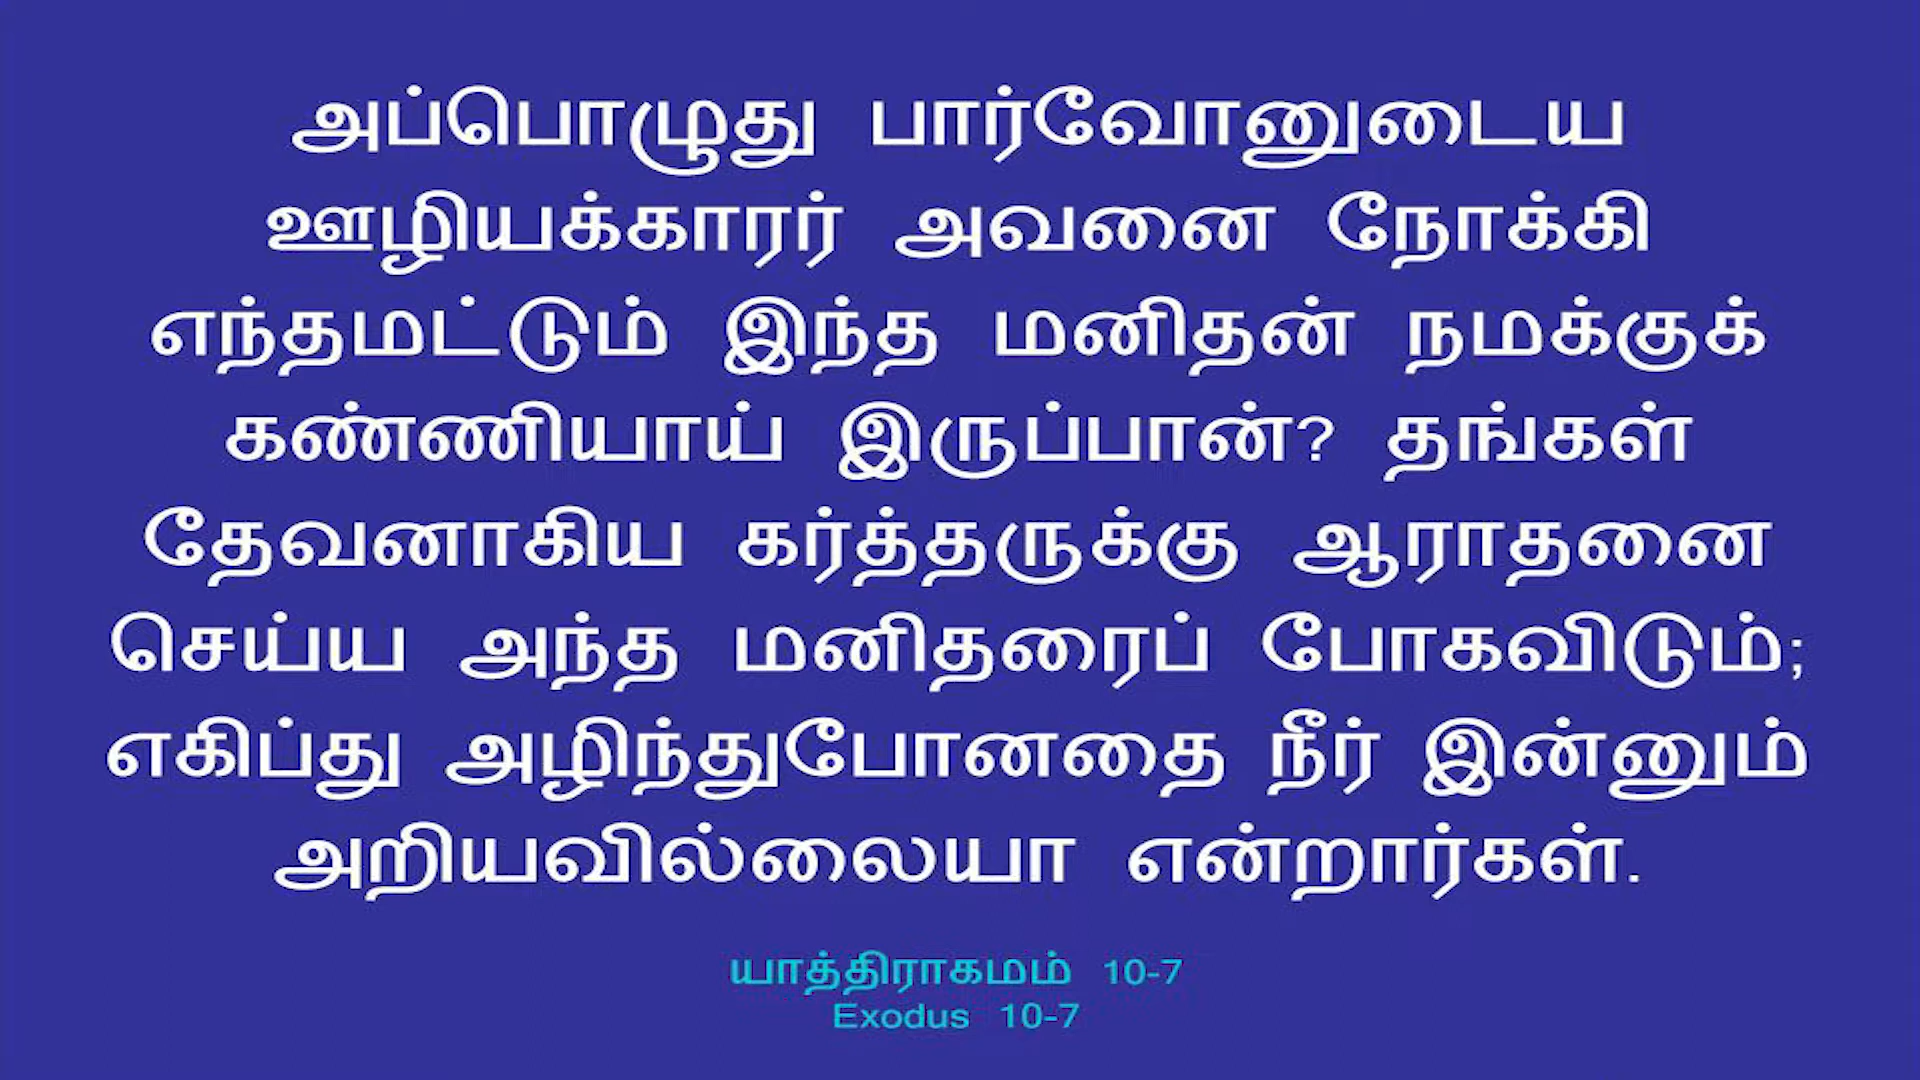 அப்பொழுது பார்வோனுடைய
ஊழியக்காரர் அவனை நோக்கி
எந்தமட்டும் இந்த மனிதன் நமக்குக்
கண்ணியாய் இருப்பான்? தங்கள்
தேவனாகிய கர்த்தருக்கு ஆராதனை
செய்ய அந்த மனிதரைப் போகவிடும்;
எகிப்து அழிந்துபோனதை நீர் இன்னும்
அறியவில்லையா என்றார்கள்.
யாத்திராகமம் 10-7
Exodus 10-7